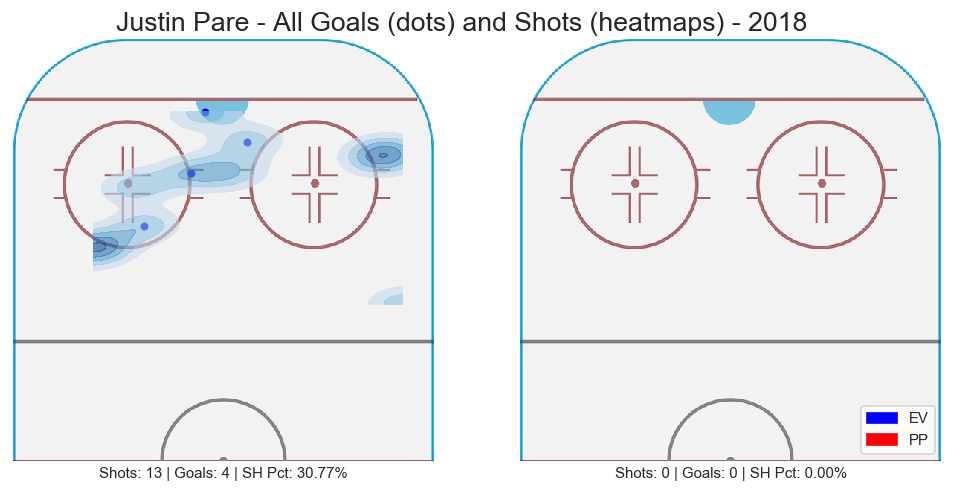 Justin Pare - All Goals (dots) and Shots (heatmaps) - 2018
EV
PP
Shots: 13 | Goals: 4 | SH Pct: 30.77%
Shots: 0 | Goals: 0 | SH Pct: 0.00%